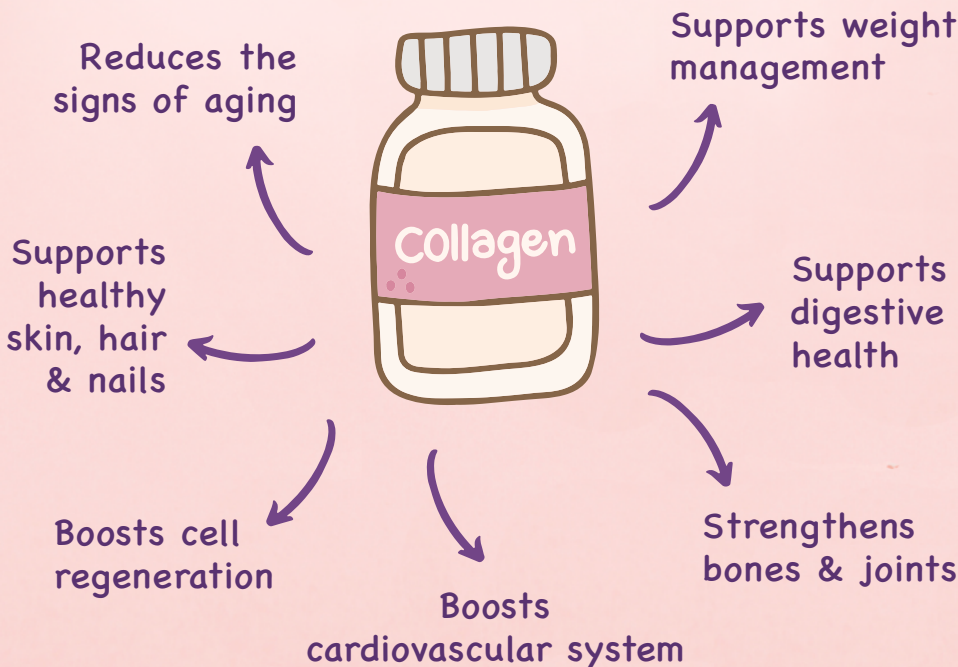 Reduces the
signs of aging
Supports weight
management
Collagen
Supports
healthy
skin, hair
& nails
Supports
digestive
health
Boosts cell
regeneration
Strengthens
bones & joints
Boosts
cardiovascular system